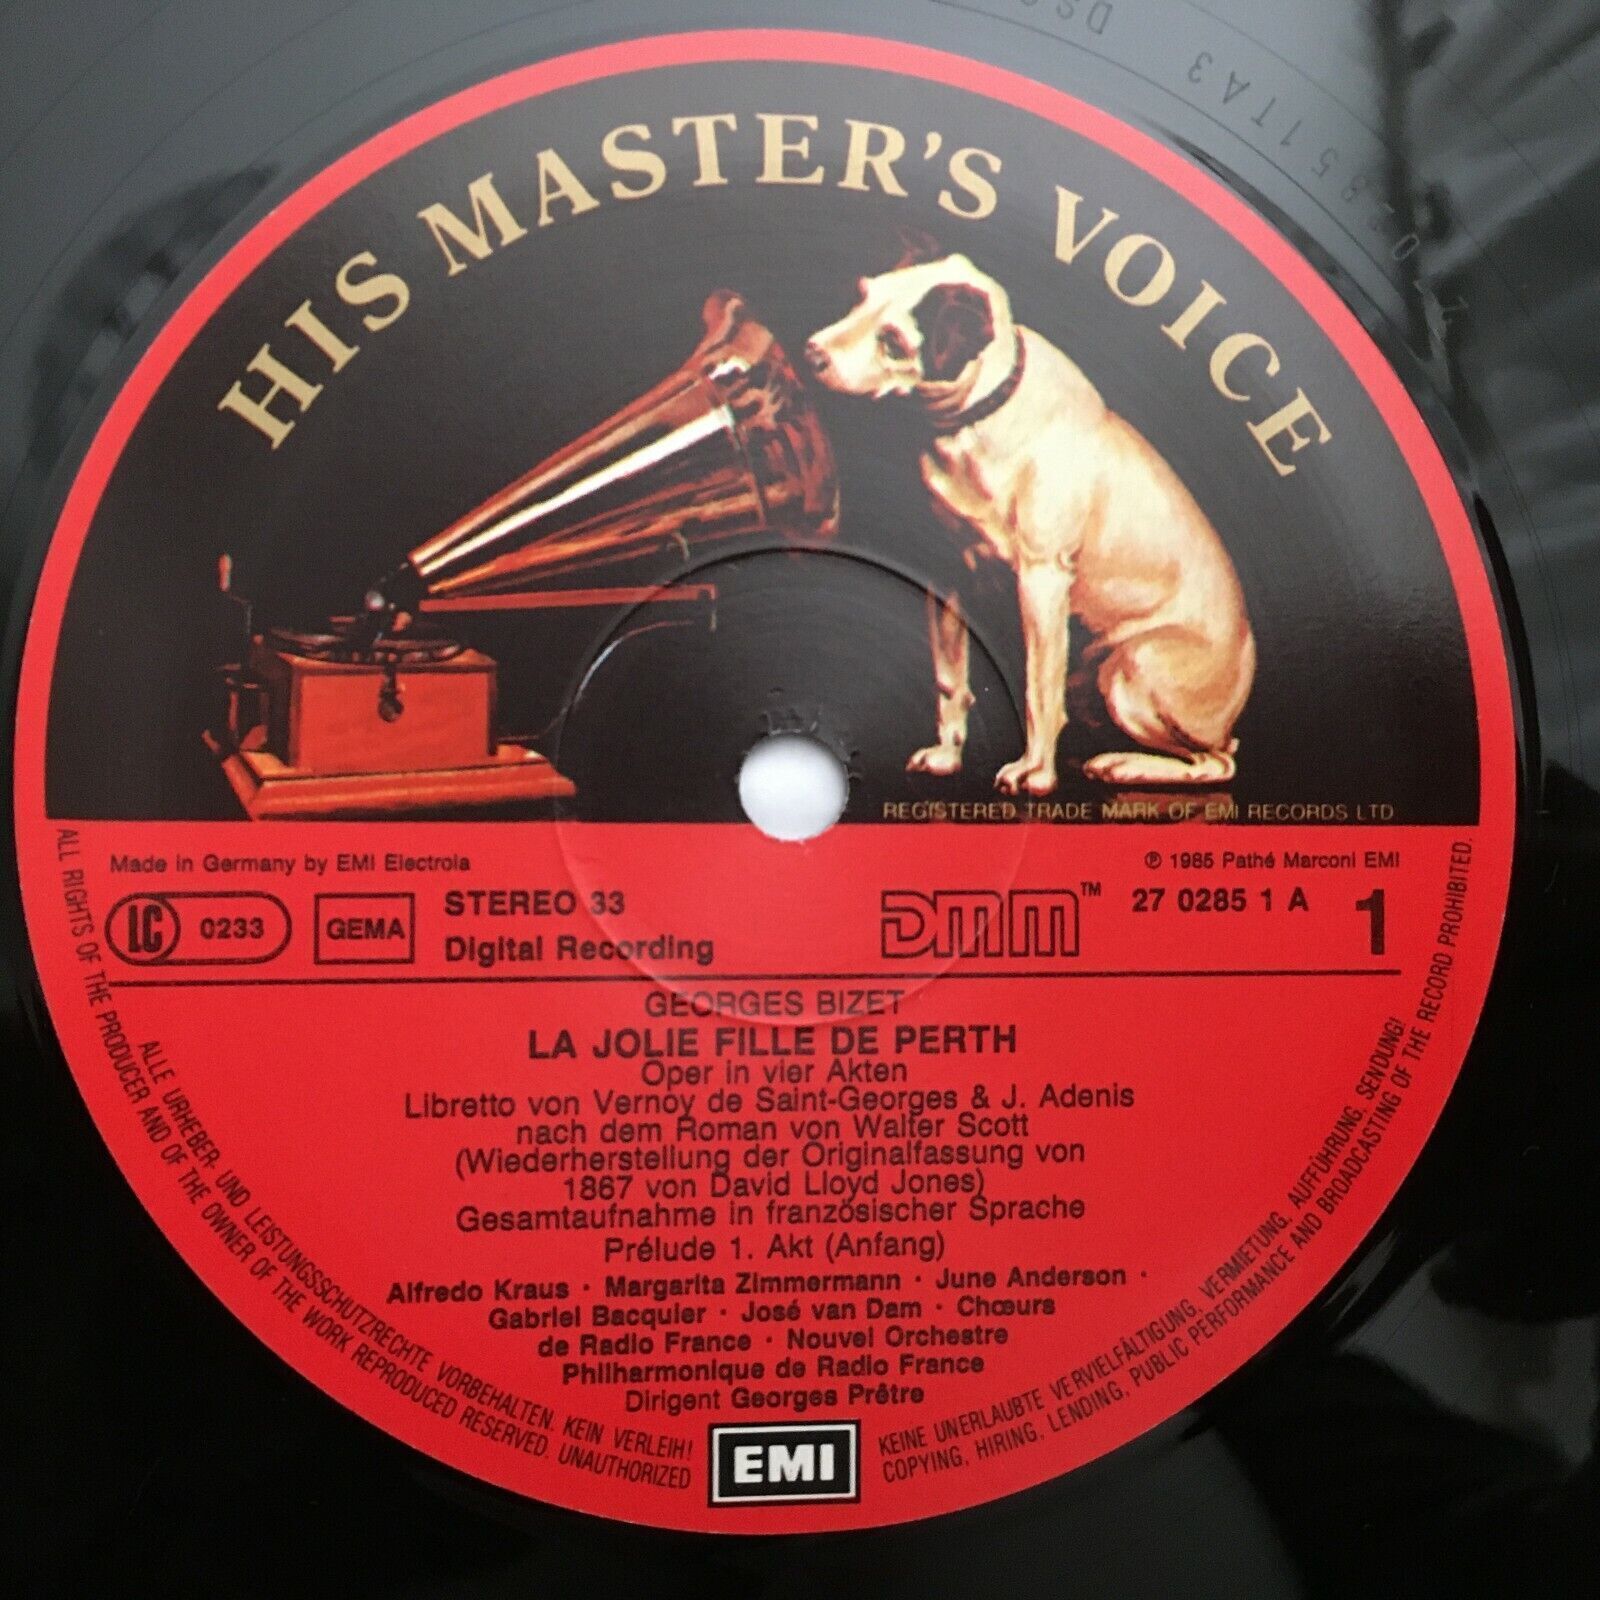 HIS MASTER'S VOICE
REGISTERED TRADE MARK OF EMI RECORDS LTD
Made in Germany by EMI Electrola
℗ 1985 Pathé Marconi EMI
LC 0233
GEMA
STEREO 33
Digital Recording
DMM™
27 0285 1 A
1
GEORGES BIZET
LA JOLIE FILLE DE PERTH
Oper in vier Akten
Libretto von Vernoy de Saint-Georges & J. Adenis
nach dem Roman von Walter Scott
(Wiederherstellung der Originalfassung von
1867 von David Lloyd Jones)
Gesamtaufnahme in französischer Sprache
Prélude 1. Akt (Anfang)
Alfredo Kraus · Margarita Zimmermann · June Anderson ·
Gabriel Bacquier · José van Dam · Chœurs
de Radio France · Nouvel Orchestre
Philharmonique de Radio France
Dirigent Georges Prêtre
EMI
ALLE URHEBER- UND LEISTUNGSSCHUTZRECHTE VORBEHALTEN. KEIN VERLEIH!
KEINE UNERLAUBTE VERVIELFÄLTIGUNG, VERMIETUNG, AUFFÜHRUNG, SENDUNG!
ALL RIGHTS OF THE PRODUCER AND OF THE OWNER OF THE WORK REPRODUCED RESERVED. UNAUTHORIZED
COPYING, HIRING, LENDING, PUBLIC PERFORMANCE AND BROADCASTING OF THE RECORD PROHIBITED.